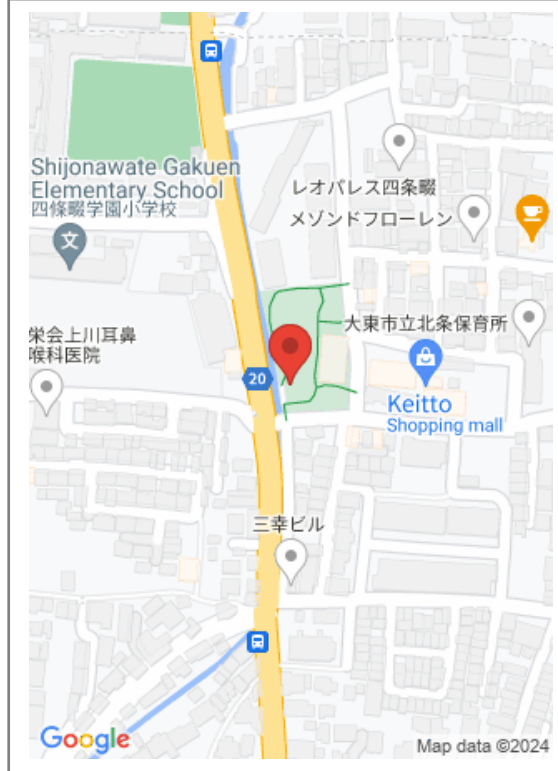 Shijonawate Gakuen
Elementary School
四條畷学園小学校
文
レオパレス四条畷
メゾンドフローレン
栄会上川耳鼻
喉科医院
20
大東市立北条保育所
Keitto
Shopping mall
三幸ビル
Google
Map data ©2024